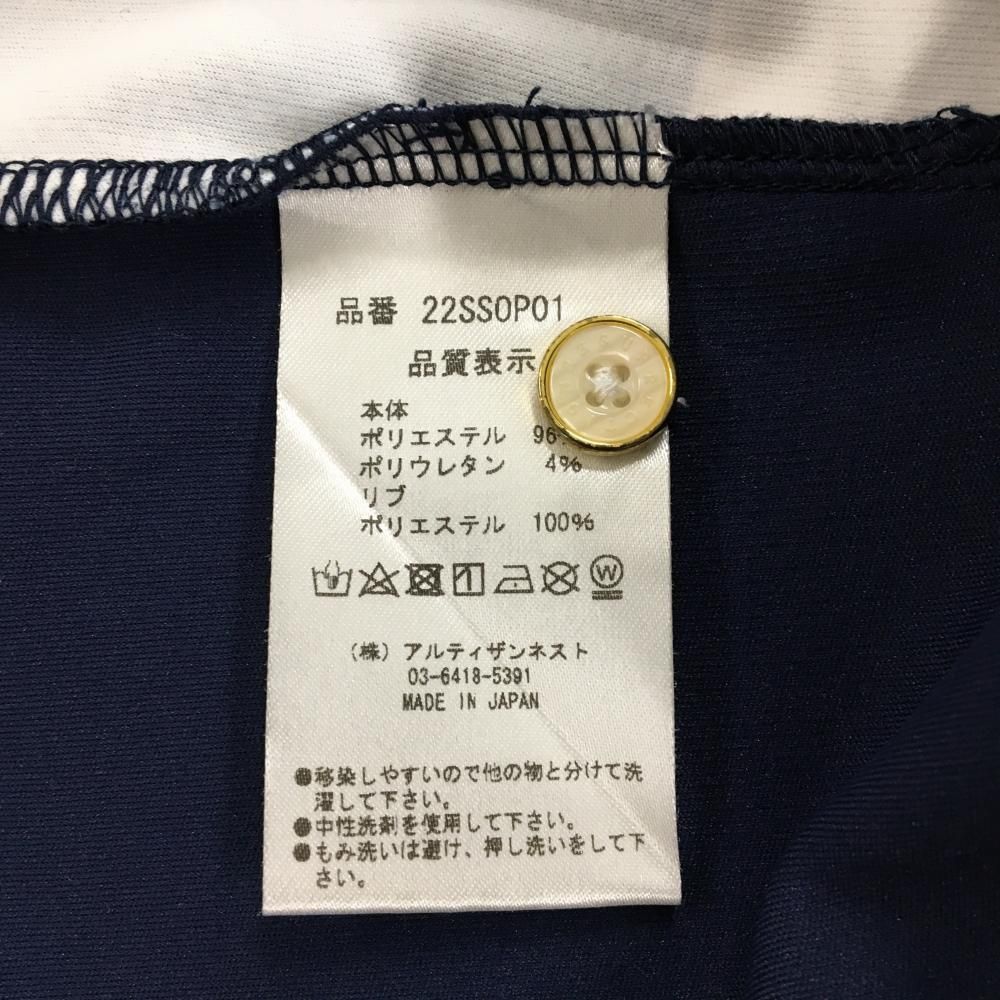 品番 22SSOP01
品質表示
本体
ポリエステル 96%
ポリウレタン 4%
リブ
ポリエステル 100%
W
(株) アルティザンネスト
03-6418-5391
MADE IN JAPAN
●移染しやすいので他の物と分けて洗
濯して下さい。
●中性洗剤を使用して下さい。
●もみ洗いは避け、押し洗いをして下
さい。